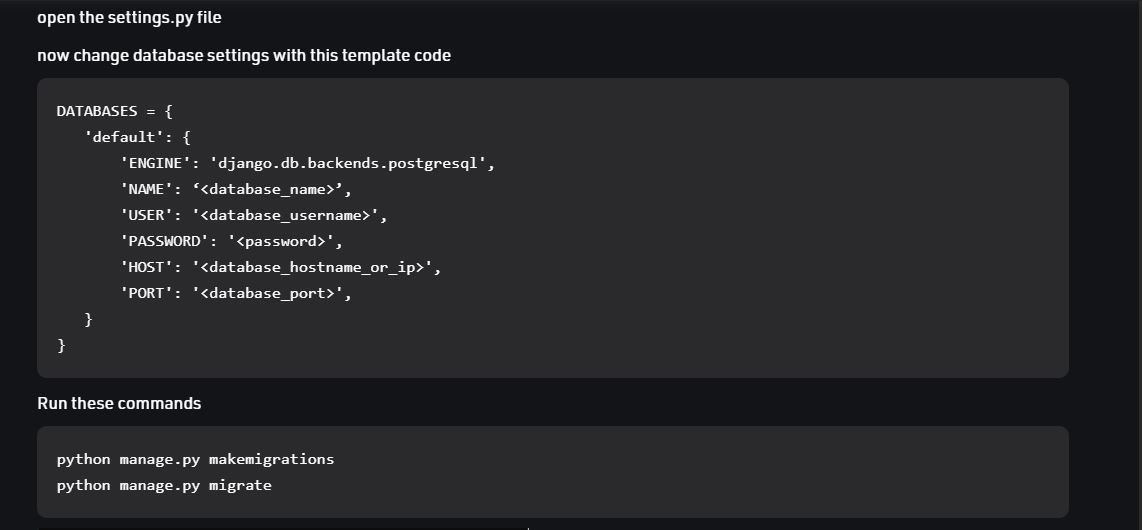 open the settings.py file
now change database settings with this template code
DATABASES = {
   'default': {
       'ENGINE': 'django.db.backends.postgresql',
       'NAME': ‘<database_name>’,
       'USER': '<database_username>',
       'PASSWORD': '<password>',
       'HOST': '<database_hostname_or_ip>',
       'PORT': '<database_port>',
   }
}
Run these commands
python manage.py makemigrations
python manage.py migrate